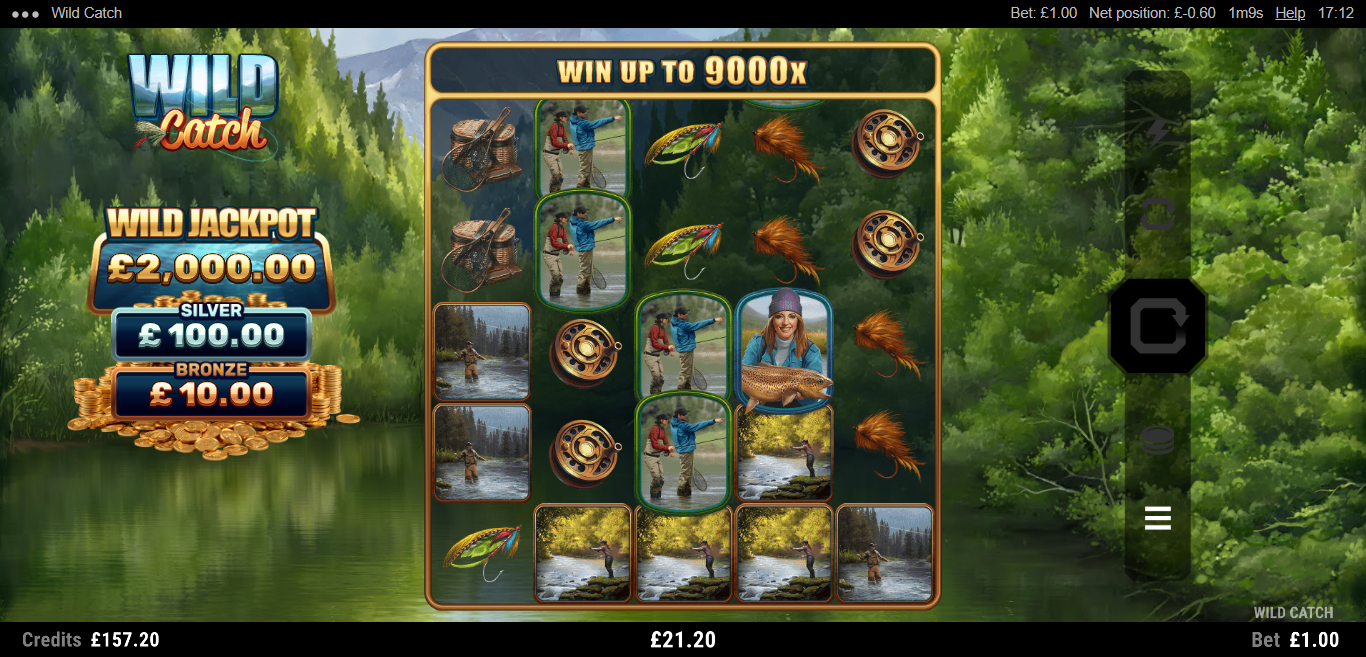 Wild Catch
Bet: £1.00 Net position: £-0.60 1m9s Help 17:12
WILD
Catch
WIN UP TO 9000X
WILD JACKPOT
£2,000.00
SILVER
£100.00
BRONZE
£10.00
WILD CATCH
Credits £157.20
£21.20
Bet £1.00